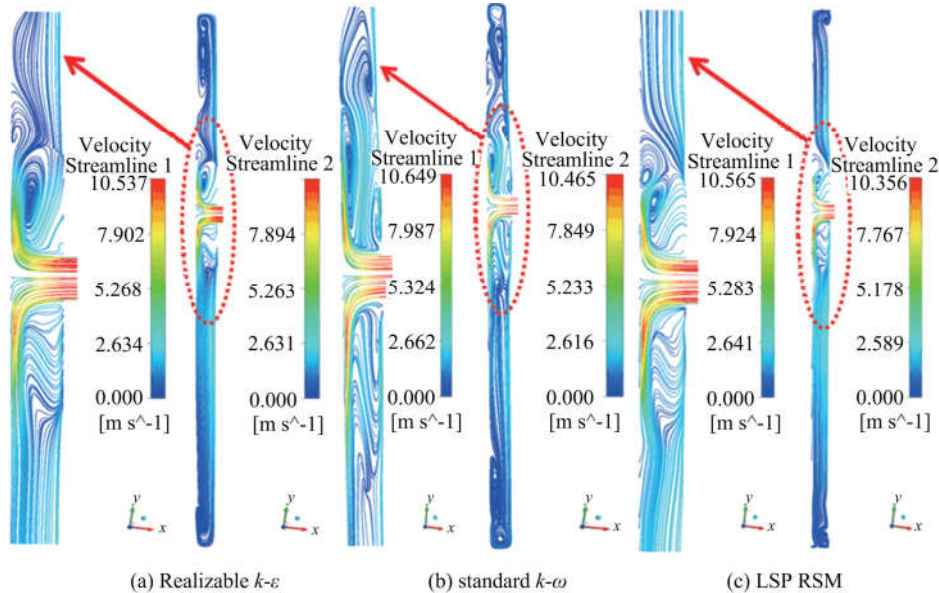 Velocity
Streamline 1
10.537
7.902
5.268
2.634
0.000
[m s^-1]
y
x
Velocity
Streamline 2
7.894
5.263
2.631
0.000
[m s^-1]
y
x
(a) Realizable k-ε
Velocity
Streamline 1
10.649
7.987
5.324
2.662
0.000
[m s^-1]
y
x
Velocity
Streamline 2
10.465
7.849
5.233
2.616
0.000
[m s^-1]
y
x
(b) standard k-ω
Velocity
Streamline 1
10.565
7.924
5.283
2.641
0.000
[m s^-1]
y
x
Velocity
Streamline 2
10.356
7.767
5.178
2.589
0.000
[m s^-1]
y
x
(c) LSP RSM